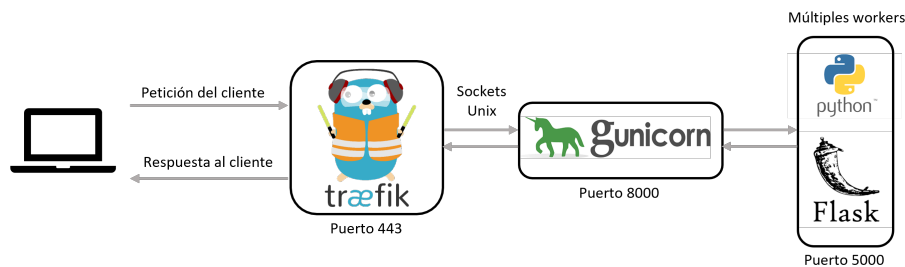 Múltiples workers
Petición del cliente
Respuesta al cliente
træfik
Puerto 443
Sockets
Unix
gunicorn
Puerto 8000
python™
Flask
Puerto 5000